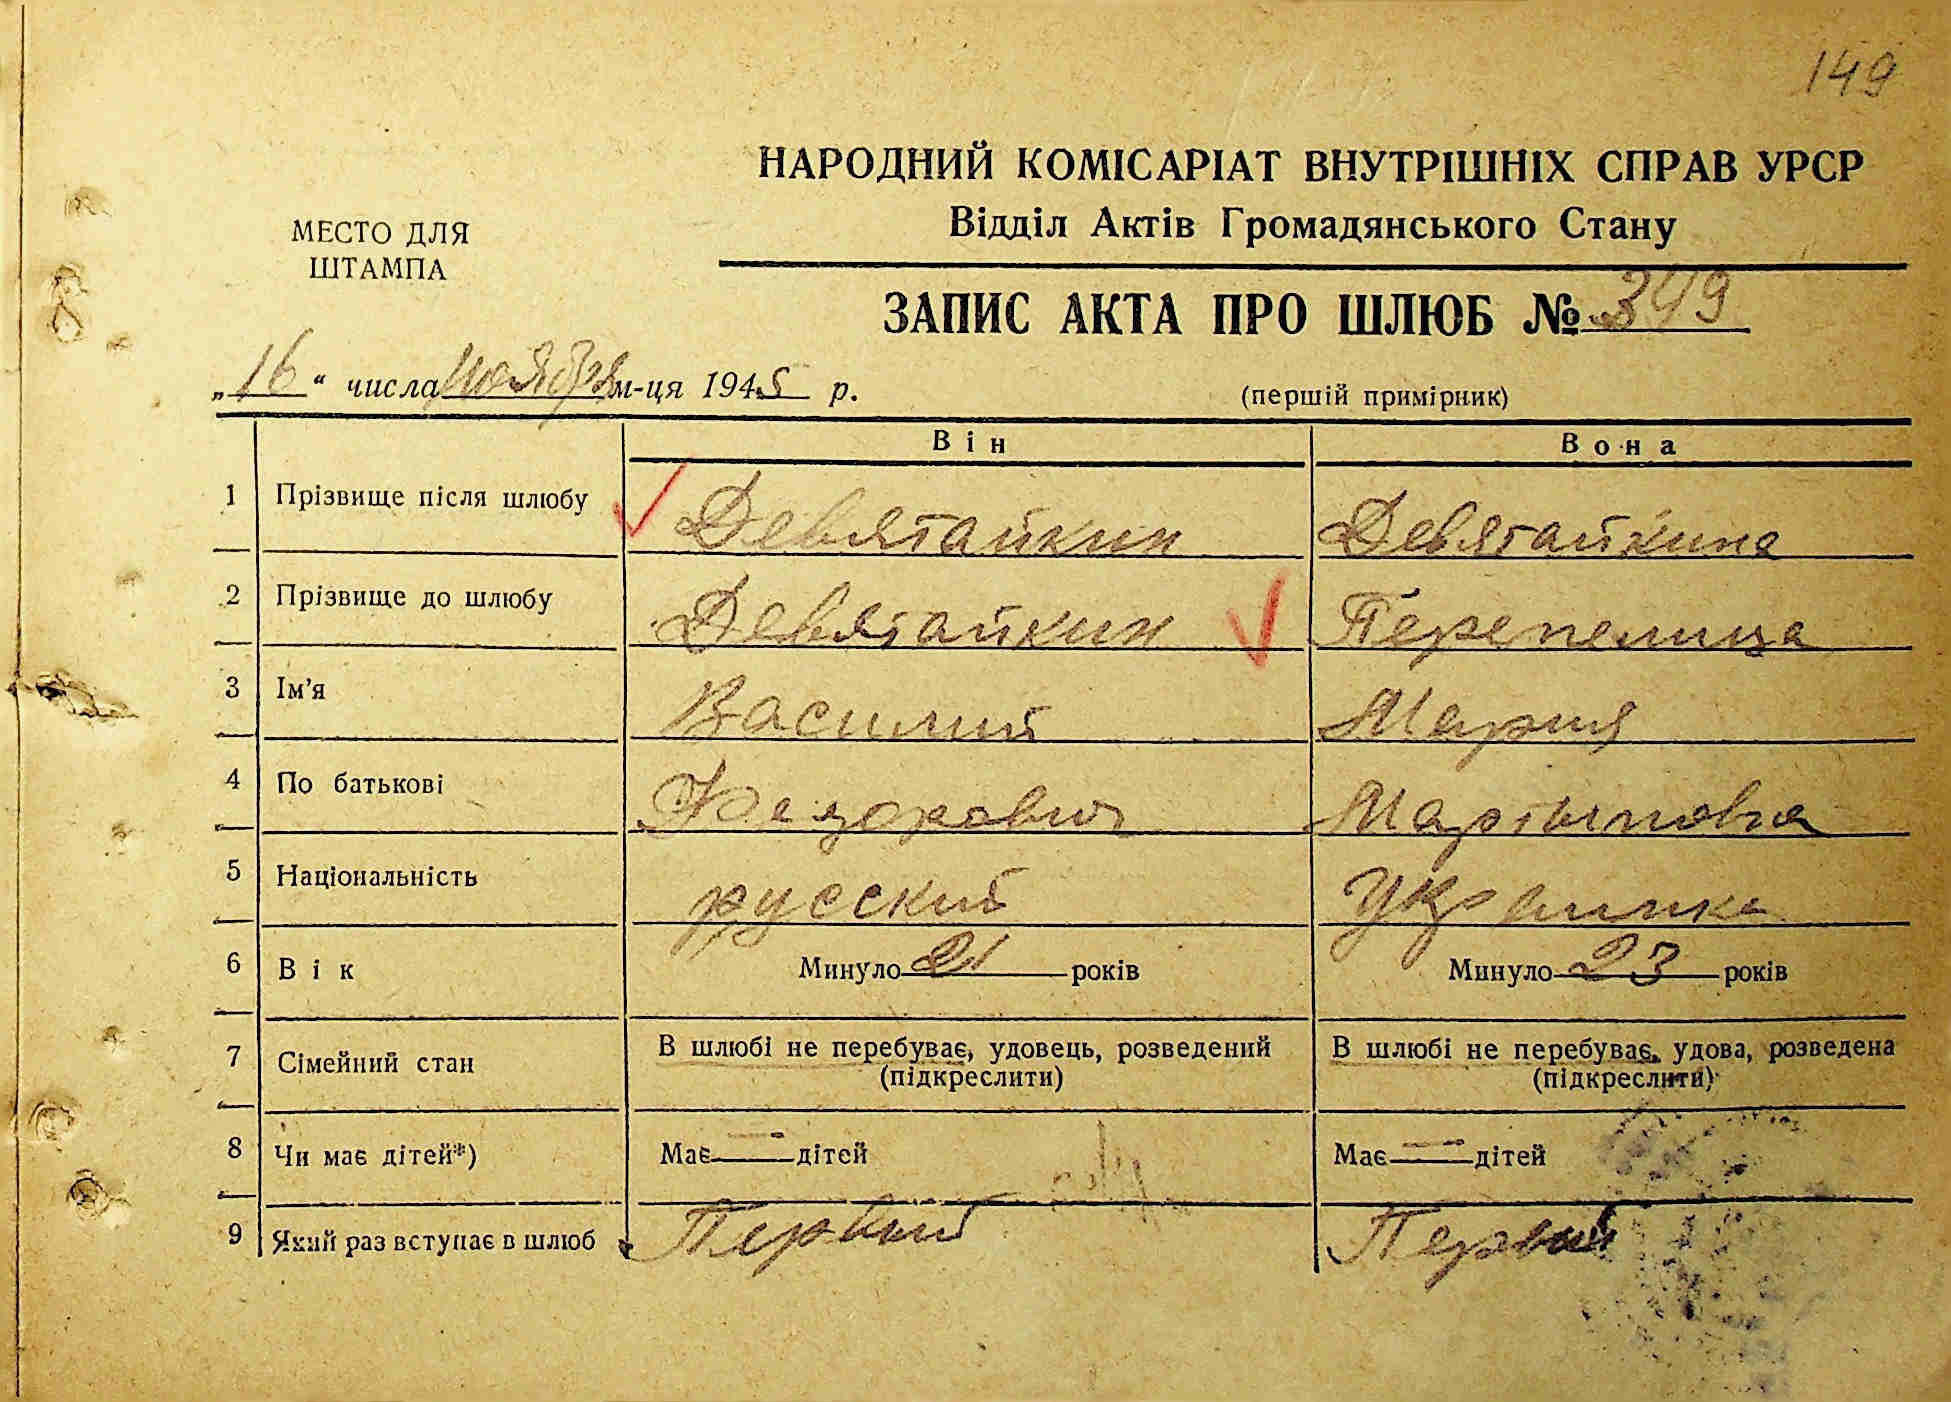 149
НАРОДНИЙ КОМІСАРІАТ ВНУТРІШНІХ СПРАВ УРСР
Відділ Актів Громадянського Стану
МЕСТО ДЛЯ
ШТАМПА
ЗАПИС АКТА ПРО ШЛЮБ № 349
„16“ числа ноября м-ця 1945 р.
(першій примірник)
Він Вона
1 Прізвище після шлюбу Девятайкин Девятайкина
2 Прізвище до шлюбу Девятайкин Перепелица
3 Ім'я Василий Мария
4 По батькові Федорович Мартыновна
5 Національність русский Украинка
6 Вік Минуло 21 років Минуло 23 років
7 Сімейний стан В шлюбі не перебуває, удовець, розведений В шлюбі не перебуває, удова, розведена
(підкреслити) (підкреслити)
8 Чи має дітей*) Має — дітей Має — дітей
9 Який раз вступає в шлюб Первый Первый